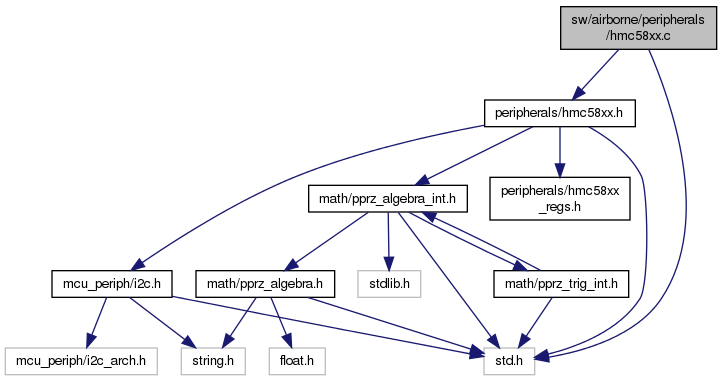 sw/airborne/peripherals
/hmc58xx.c
peripherals/hmc58xx.h
math/pprz_algebra_int.h
peripherals/hmc58xx
_regs.h
mcu_periph/i2c.h
math/pprz_algebra.h
stdlib.h
math/pprz_trig_int.h
mcu_periph/i2c_arch.h
string.h
float.h
std.h